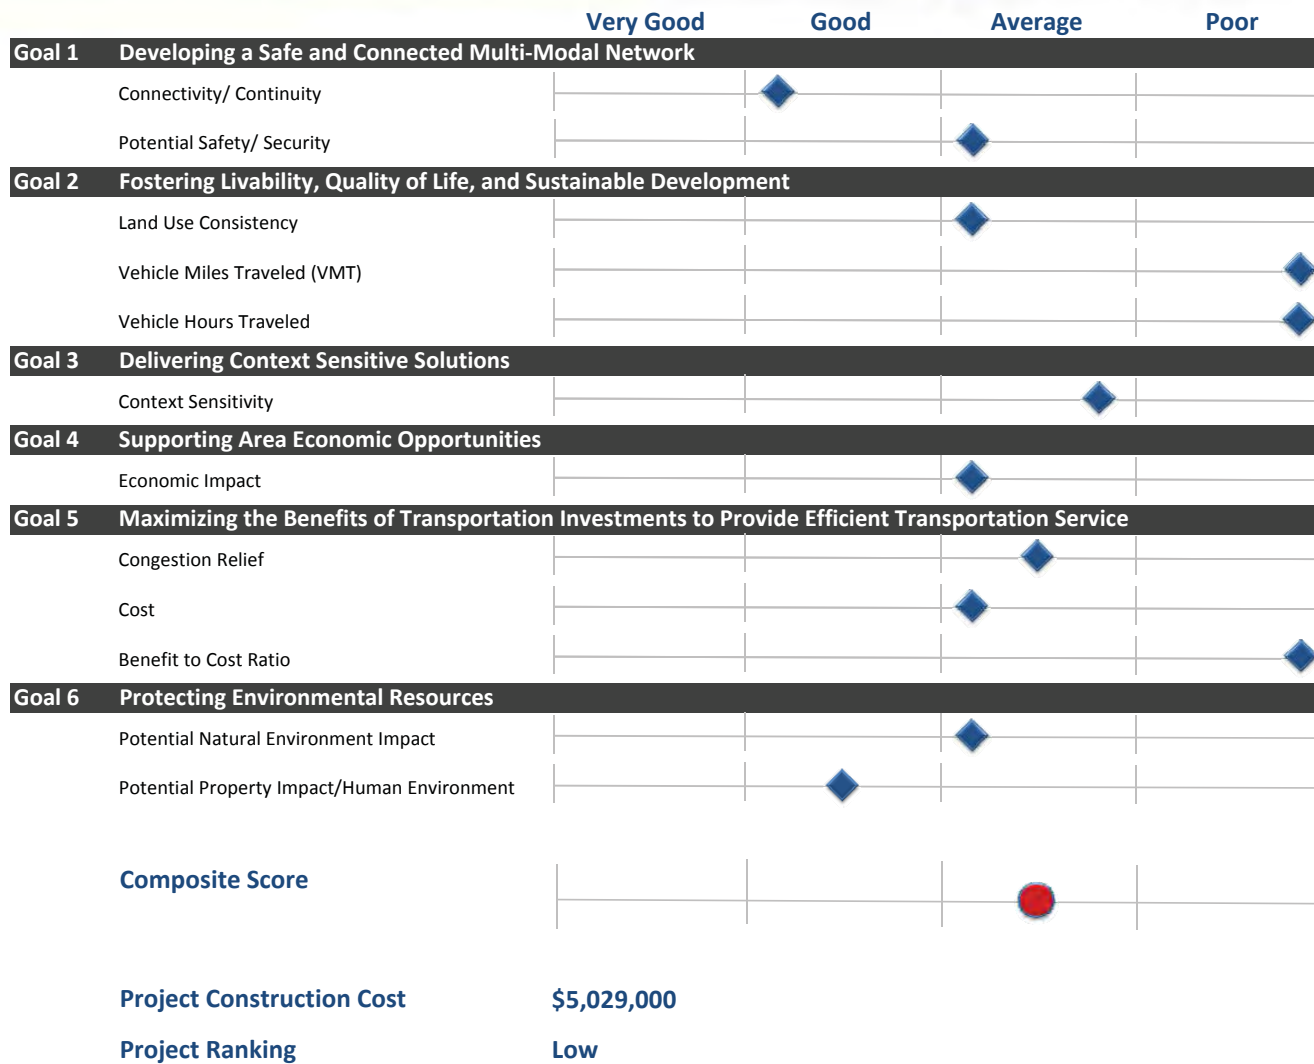 Very Good Good Average Poor
Goal 1 Developing a Safe and Connected Multi-Modal Network
Connectivity/ Continuity
Potential Safety/ Security
Goal 2 Fostering Livability, Quality of Life, and Sustainable Development
Land Use Consistency
Vehicle Miles Traveled (VMT)
Vehicle Hours Traveled
Goal 3 Delivering Context Sensitive Solutions
Context Sensitivity
Goal 4 Supporting Area Economic Opportunities
Economic Impact
Goal 5 Maximizing the Benefits of Transportation Investments to Provide Efficient Transportation Service
Congestion Relief
Cost
Benefit to Cost Ratio
Goal 6 Protecting Environmental Resources
Potential Natural Environment Impact
Potential Property Impact/Human Environment
Composite Score
Project Construction Cost $5,029,000
Project Ranking Low